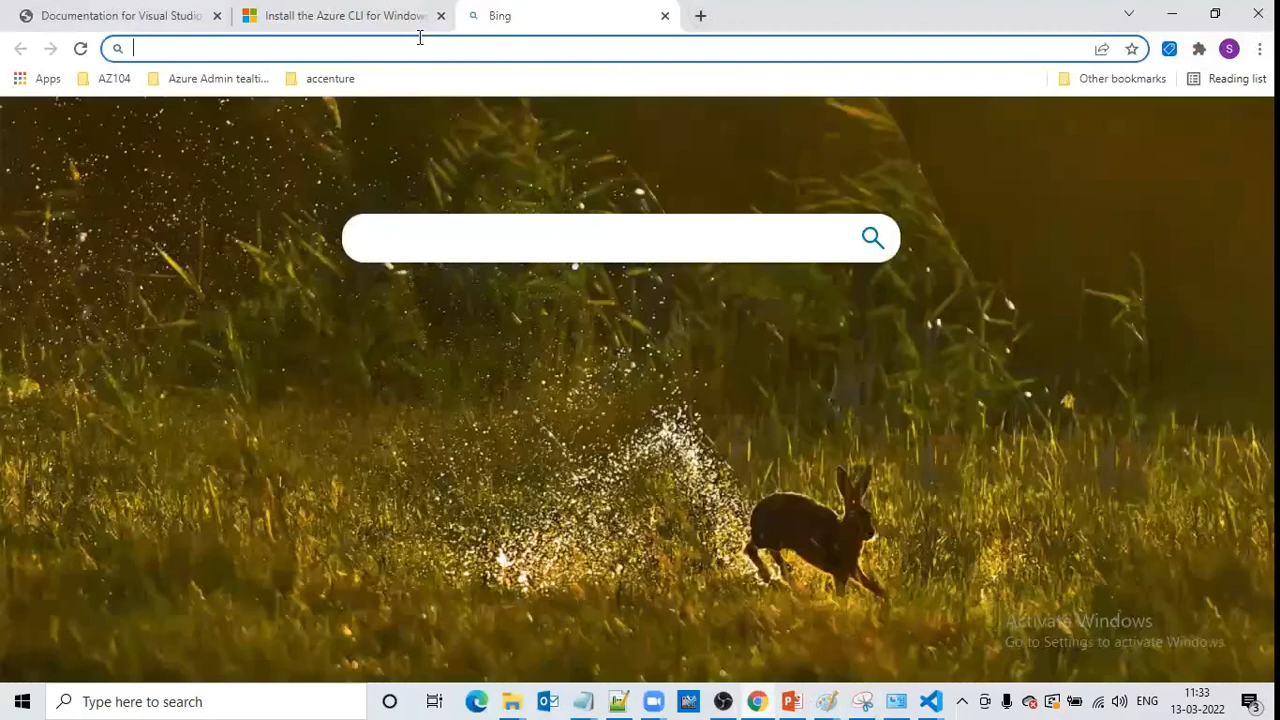 Documentation for Visual Studio
Install the Azure CLI for Window
Bing
Apps
AZ104
Azure Admin tealti...
accenture
Other bookmarks
Reading list
S
Activate Windows
Go to Settings to activate Windows.
Type here to search
ENG
11:33
13-03-2022
3